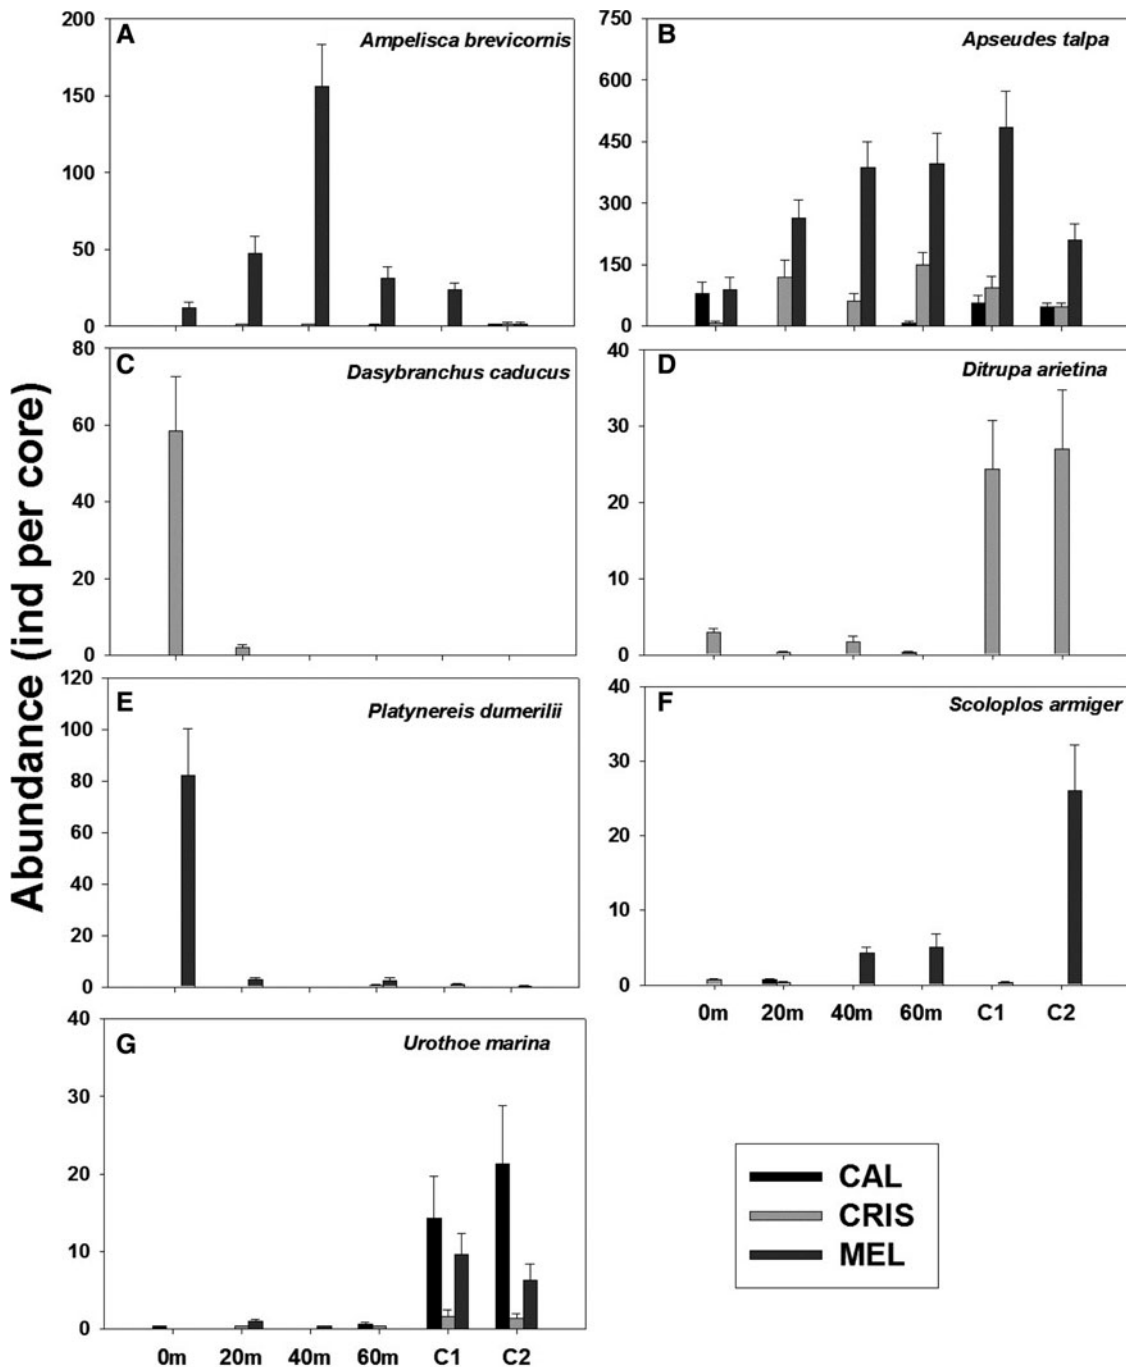 Abundance (ind per core)
A
Ampelisca brevicornis
200
150
100
50
0
B
Apseudes talpa
750
600
450
300
150
0
C
Dasybranchus caducus
80
60
40
20
0
D
Ditrupa arietina
40
30
20
10
0
E
Platynereis dumerilii
120
100
80
60
40
20
0
F
Scoloplos armiger
40
30
20
10
0
0m 20m 40m 60m C1 C2
G
Urothoe marina
40
30
20
10
0
0m 20m 40m 60m C1 C2
CAL
CRIS
MEL